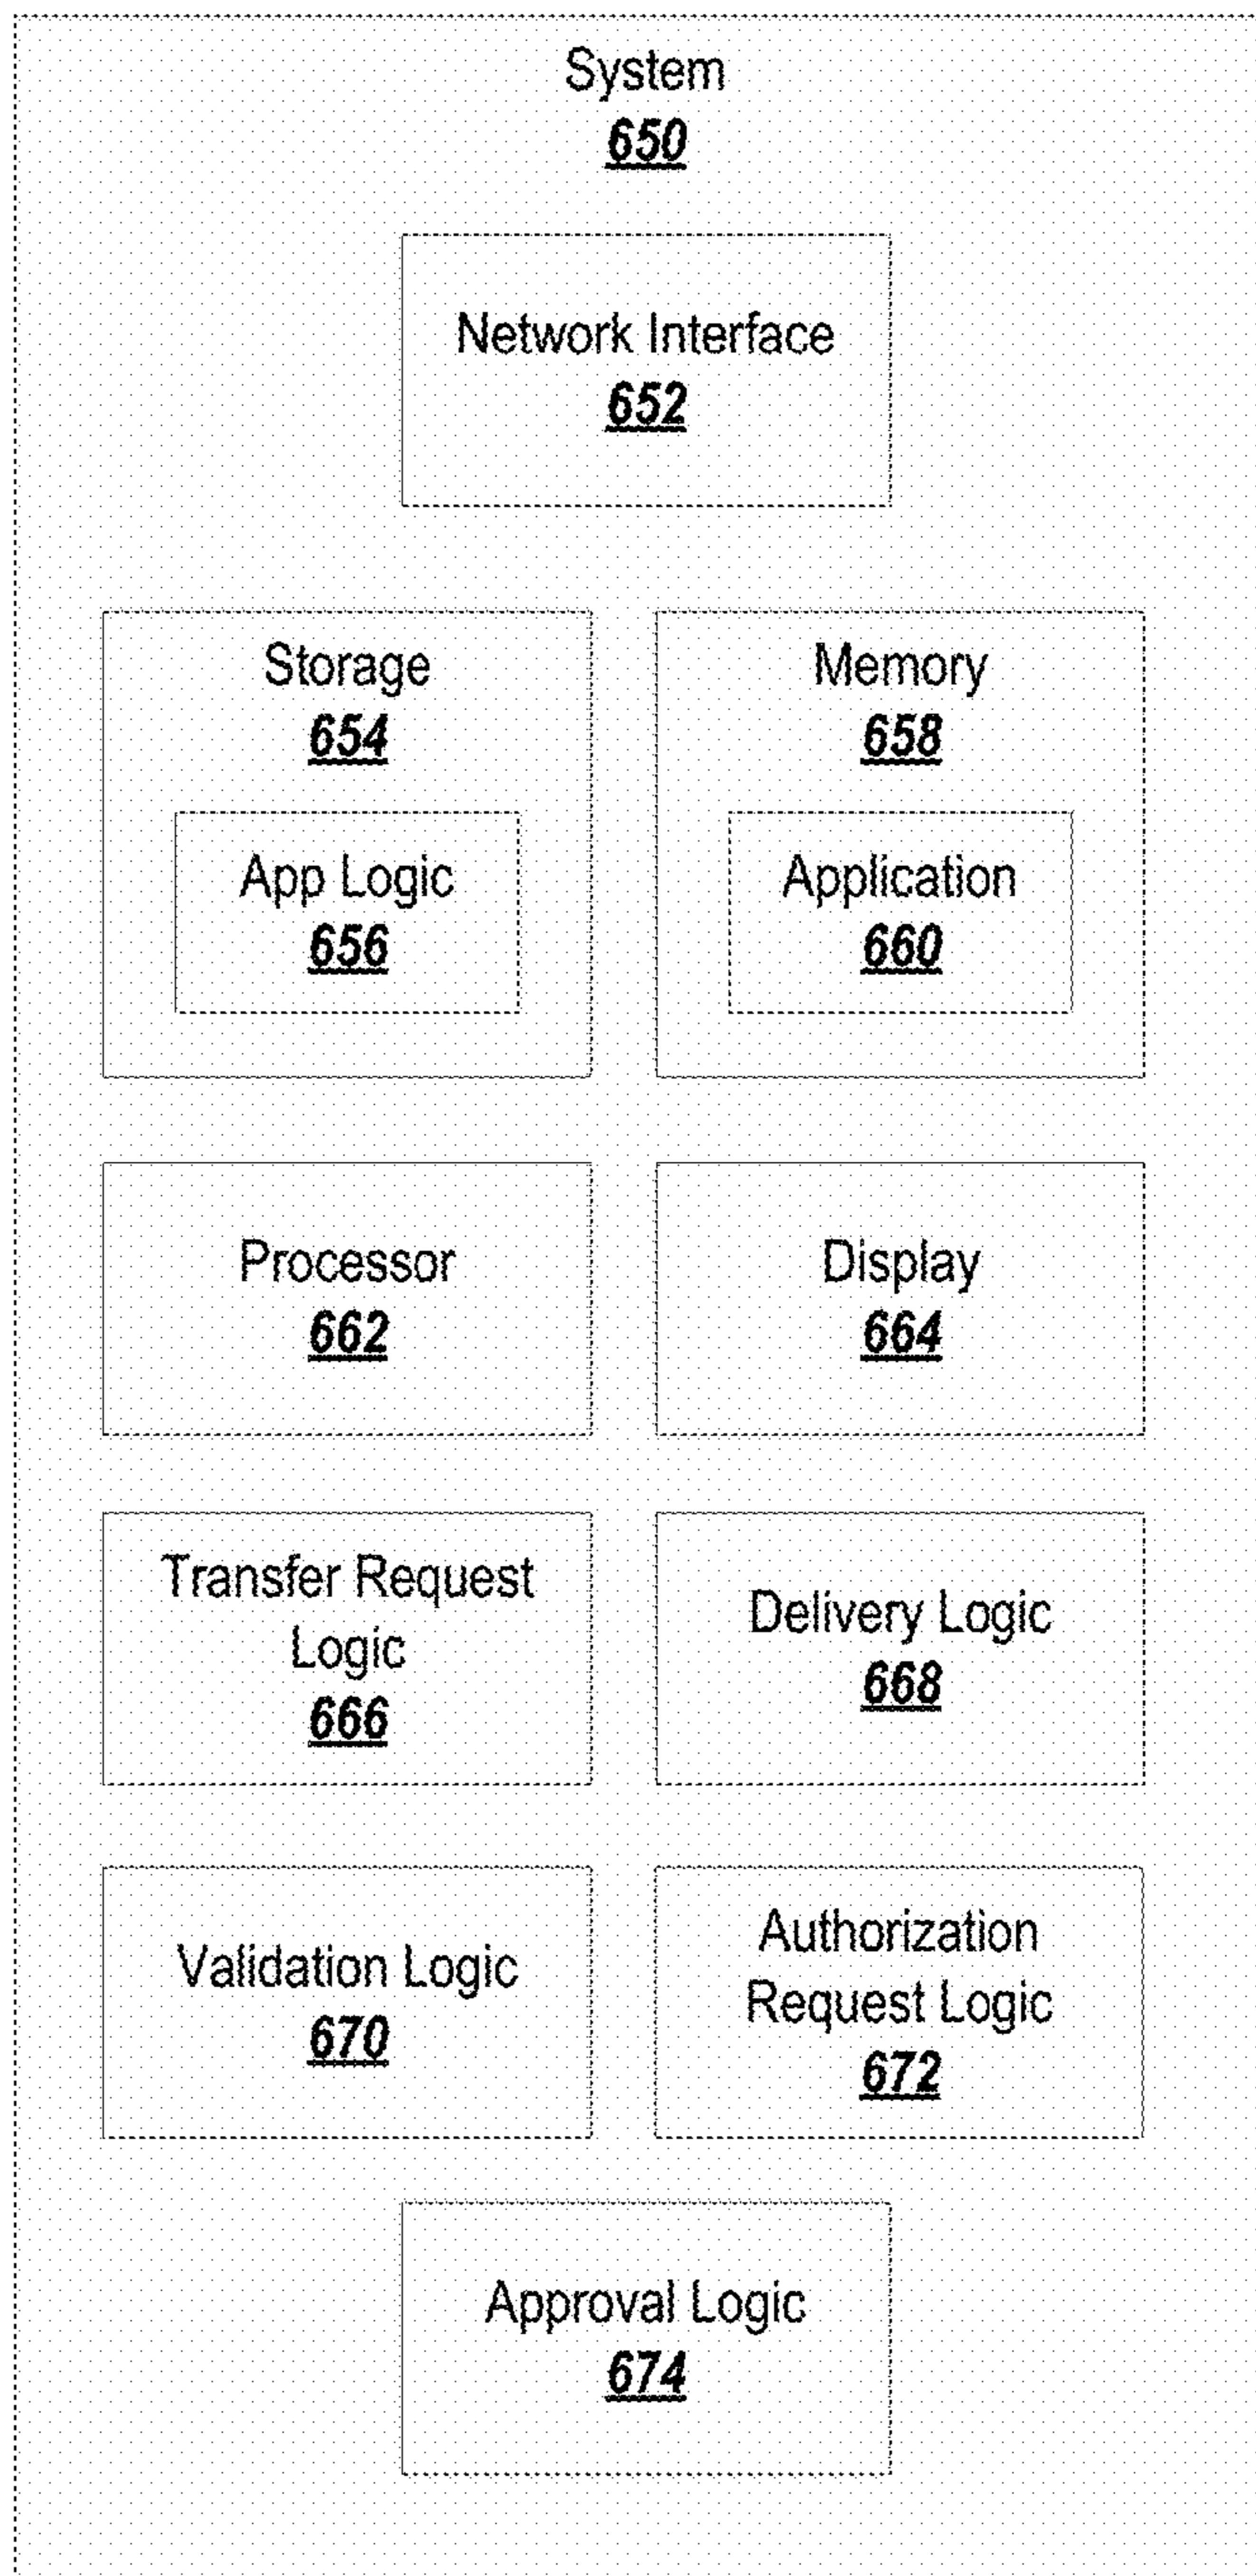 System
650
Network Interface
652
Storage
654
App Logic
656
Memory
658
Application
660
Processor
662
Display
664
Transfer Request
Logic
666
Delivery Logic
668
Validation Logic
670
Authorization
Request Logic
672
Approval Logic
674